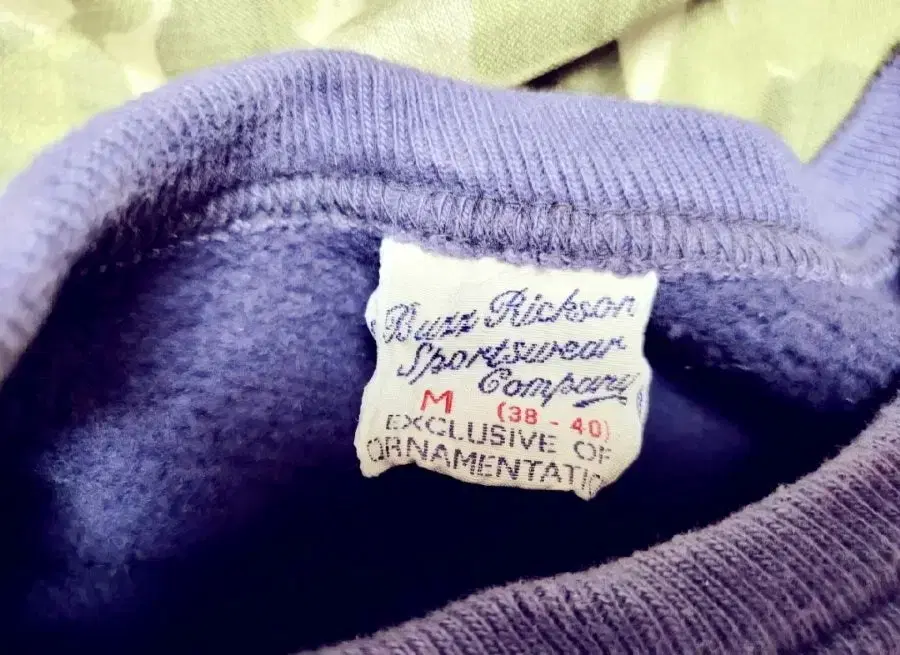 Buzz Rickson
Sportswear
Company
M (38 - 40)
EXCLUSIVE OF
ORNAMENTATIO